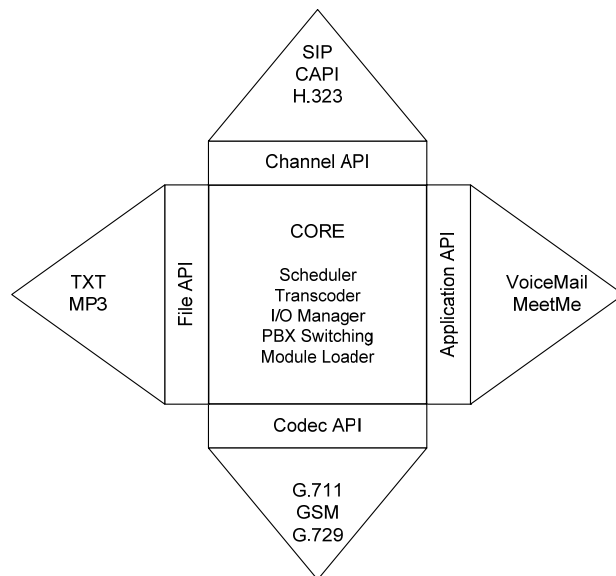 SIP
CAPI
H.323
Channel API
TXT
MP3
File API
CORE
Scheduler
Transcoder
I/O Manager
PBX Switching
Module Loader
Application API
VoiceMail
MeetMe
Codec API
G.711
GSM
G.729